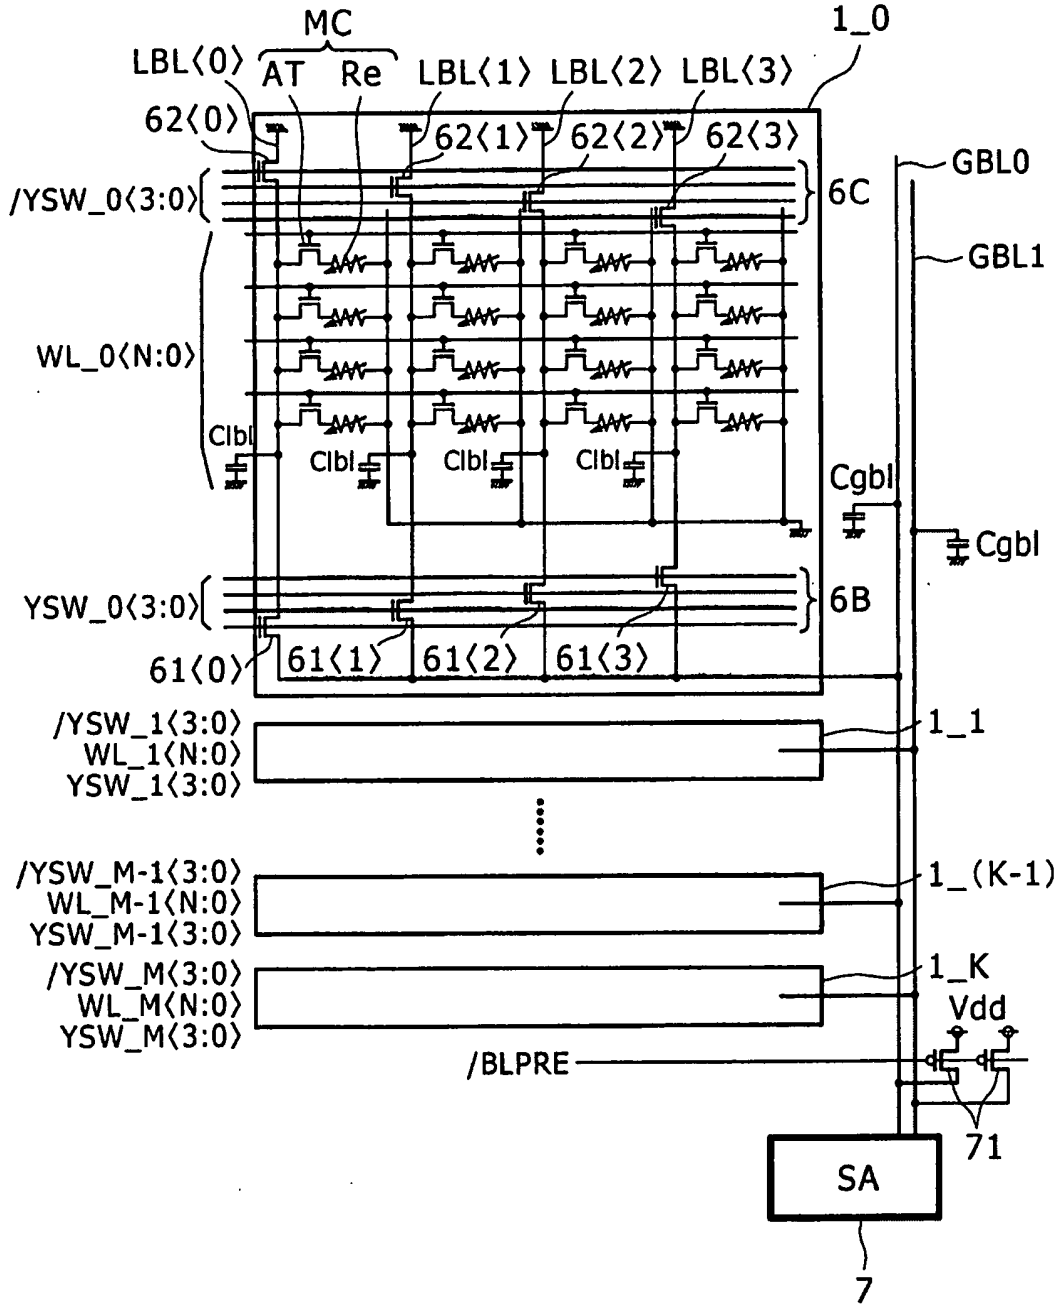 MC
1_0
LBL⟨0⟩
AT
Re
LBL⟨1⟩
LBL⟨2⟩
LBL⟨3⟩
62⟨0⟩
62⟨1⟩
62⟨2⟩
62⟨3⟩
GBL0
/YSW_0⟨3:0⟩
6C
GBL1
WL_0⟨N:0⟩
Clbl
Clbl
Clbl
Clbl
Cgbl
Cgbl
YSW_0⟨3:0⟩
6B
61⟨0⟩
61⟨1⟩
61⟨2⟩
61⟨3⟩
/YSW_1⟨3:0⟩
1_1
WL_1⟨N:0⟩
YSW_1⟨3:0⟩
/YSW_M-1⟨3:0⟩
1_(K-1)
WL_M-1⟨N:0⟩
YSW_M-1⟨3:0⟩
/YSW_M⟨3:0⟩
1_K
WL_M⟨N:0⟩
Vdd
YSW_M⟨3:0⟩
/BLPRE
71
SA
7